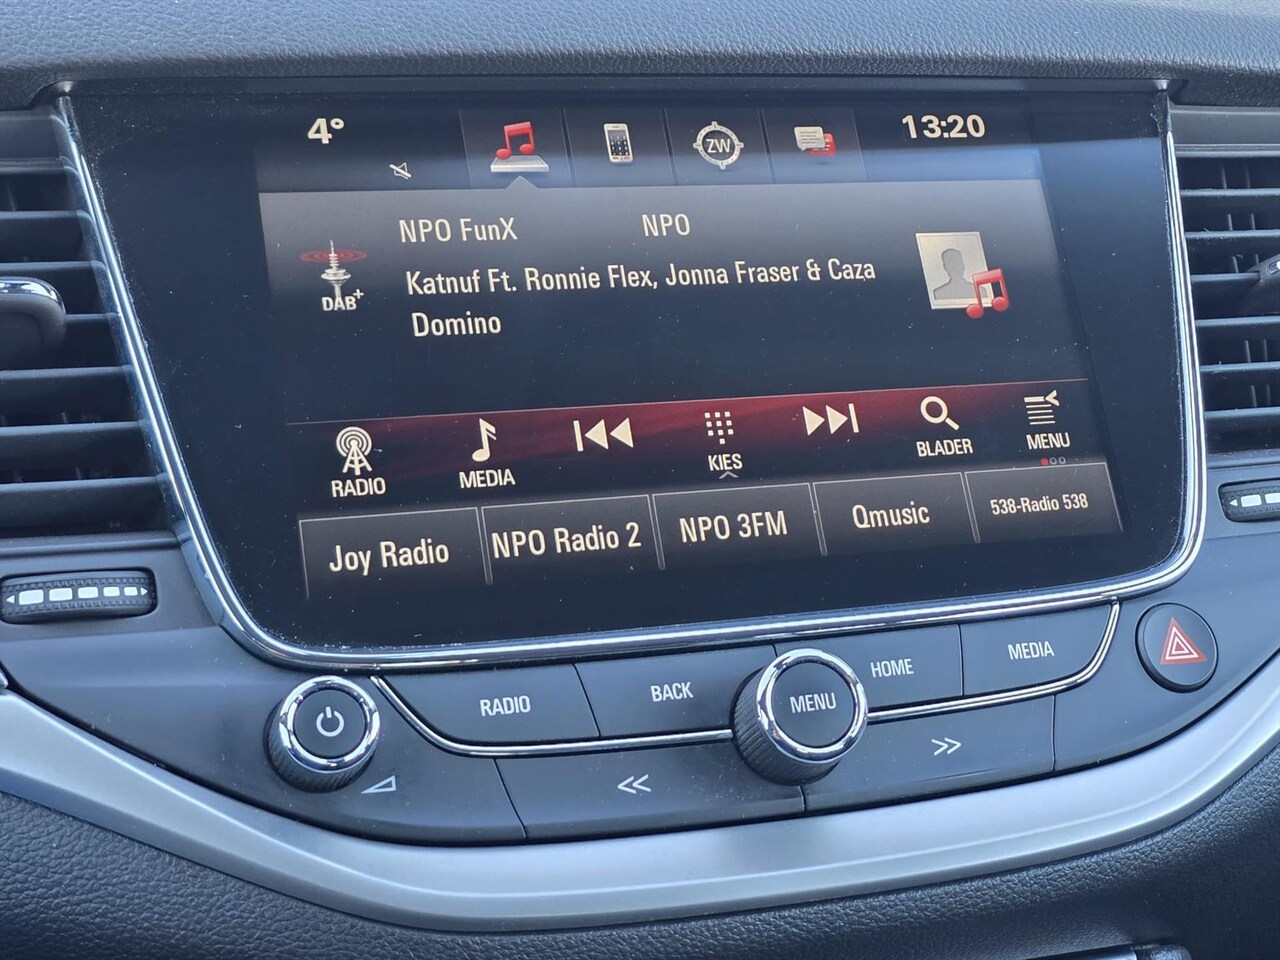 4°
ZW
13:20
NPO FunX NPO
Katnuf Ft. Ronnie Flex, Jonna Fraser & Caza
Domino
DAB+
RADIO
MEDIA
KIES
BLADER
MENU
Joy Radio
NPO Radio 2
NPO 3FM
Qmusic
538-Radio 538
RADIO
BACK
MENU
HOME
MEDIA